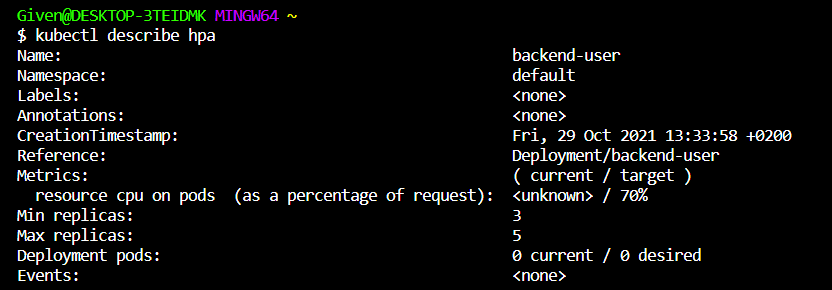 Given@DESKTOP-3TEIDMK MINGW64 ~
$ kubectl describe hpa
Name: backend-user
Namespace: default
Labels: <none>
Annotations: <none>
CreationTimestamp: Fri, 29 Oct 2021 13:33:58 +0200
Reference: Deployment/backend-user
Metrics: ( current / target )
resource cpu on pods (as a percentage of request): <unknown> / 70%
Min replicas: 3
Max replicas: 5
Deployment pods: 0 current / 0 desired
Events: <none>